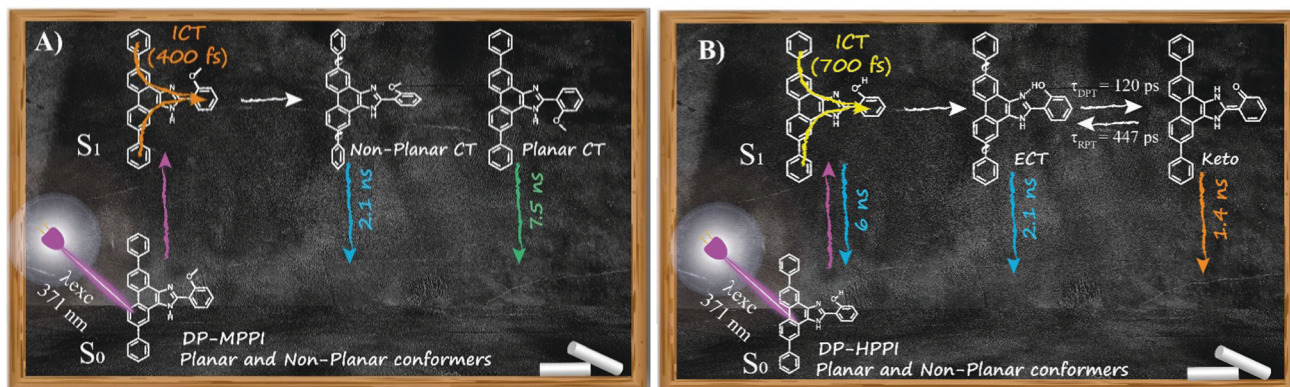 A)
ICT
(400 fs)
S1
Non-Planar CT
Planar CT
2.1 ns
7.5 ns
λexc
371 nm
S0
DP-MPPI
Planar and Non-Planar conformers
B)
ICT
(700 fs)
S1
τDPT = 120 ps
τRPT = 447 ps
ECT
Keto
6 ns
2.1 ns
1.4 ns
λexc
371 nm
S0
DP-HPPI
Planar and Non-Planar conformers